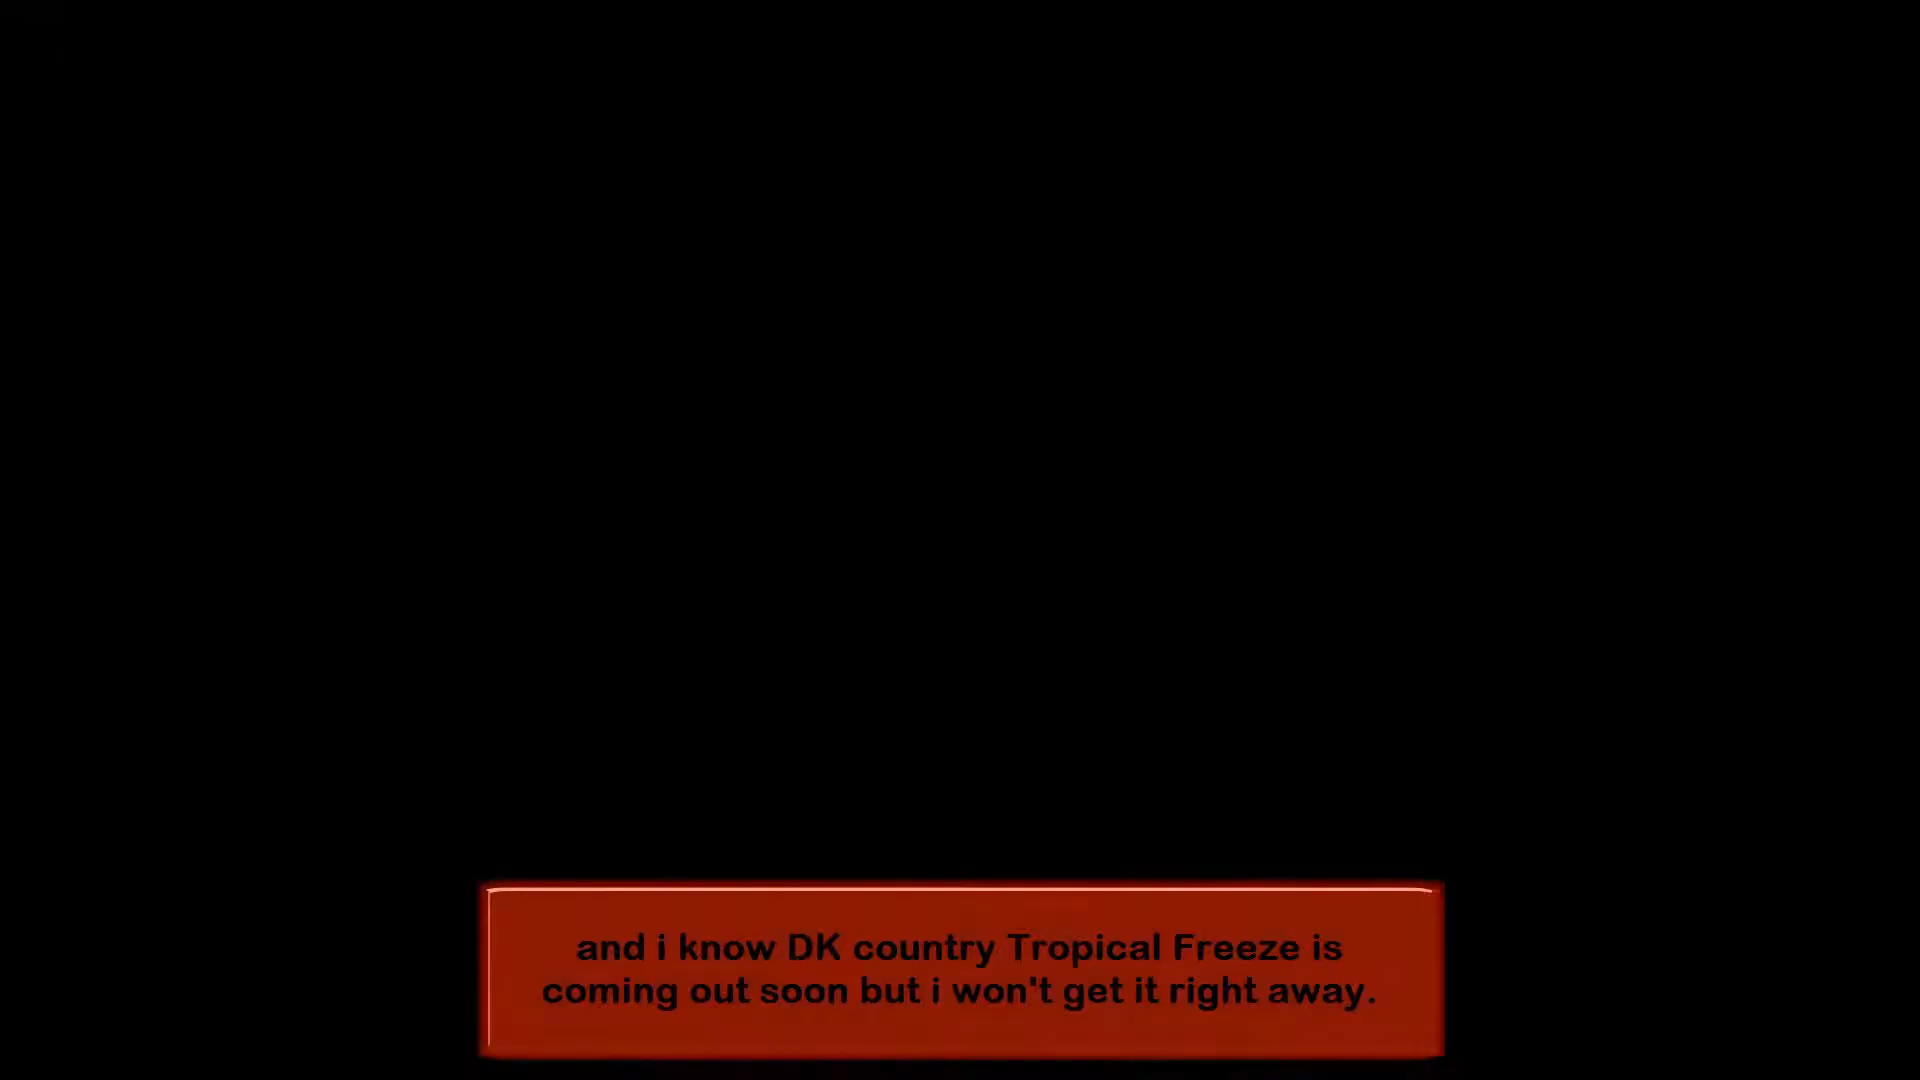 and i know DK country Tropical Freeze is
coming out soon but i won't get it right away.